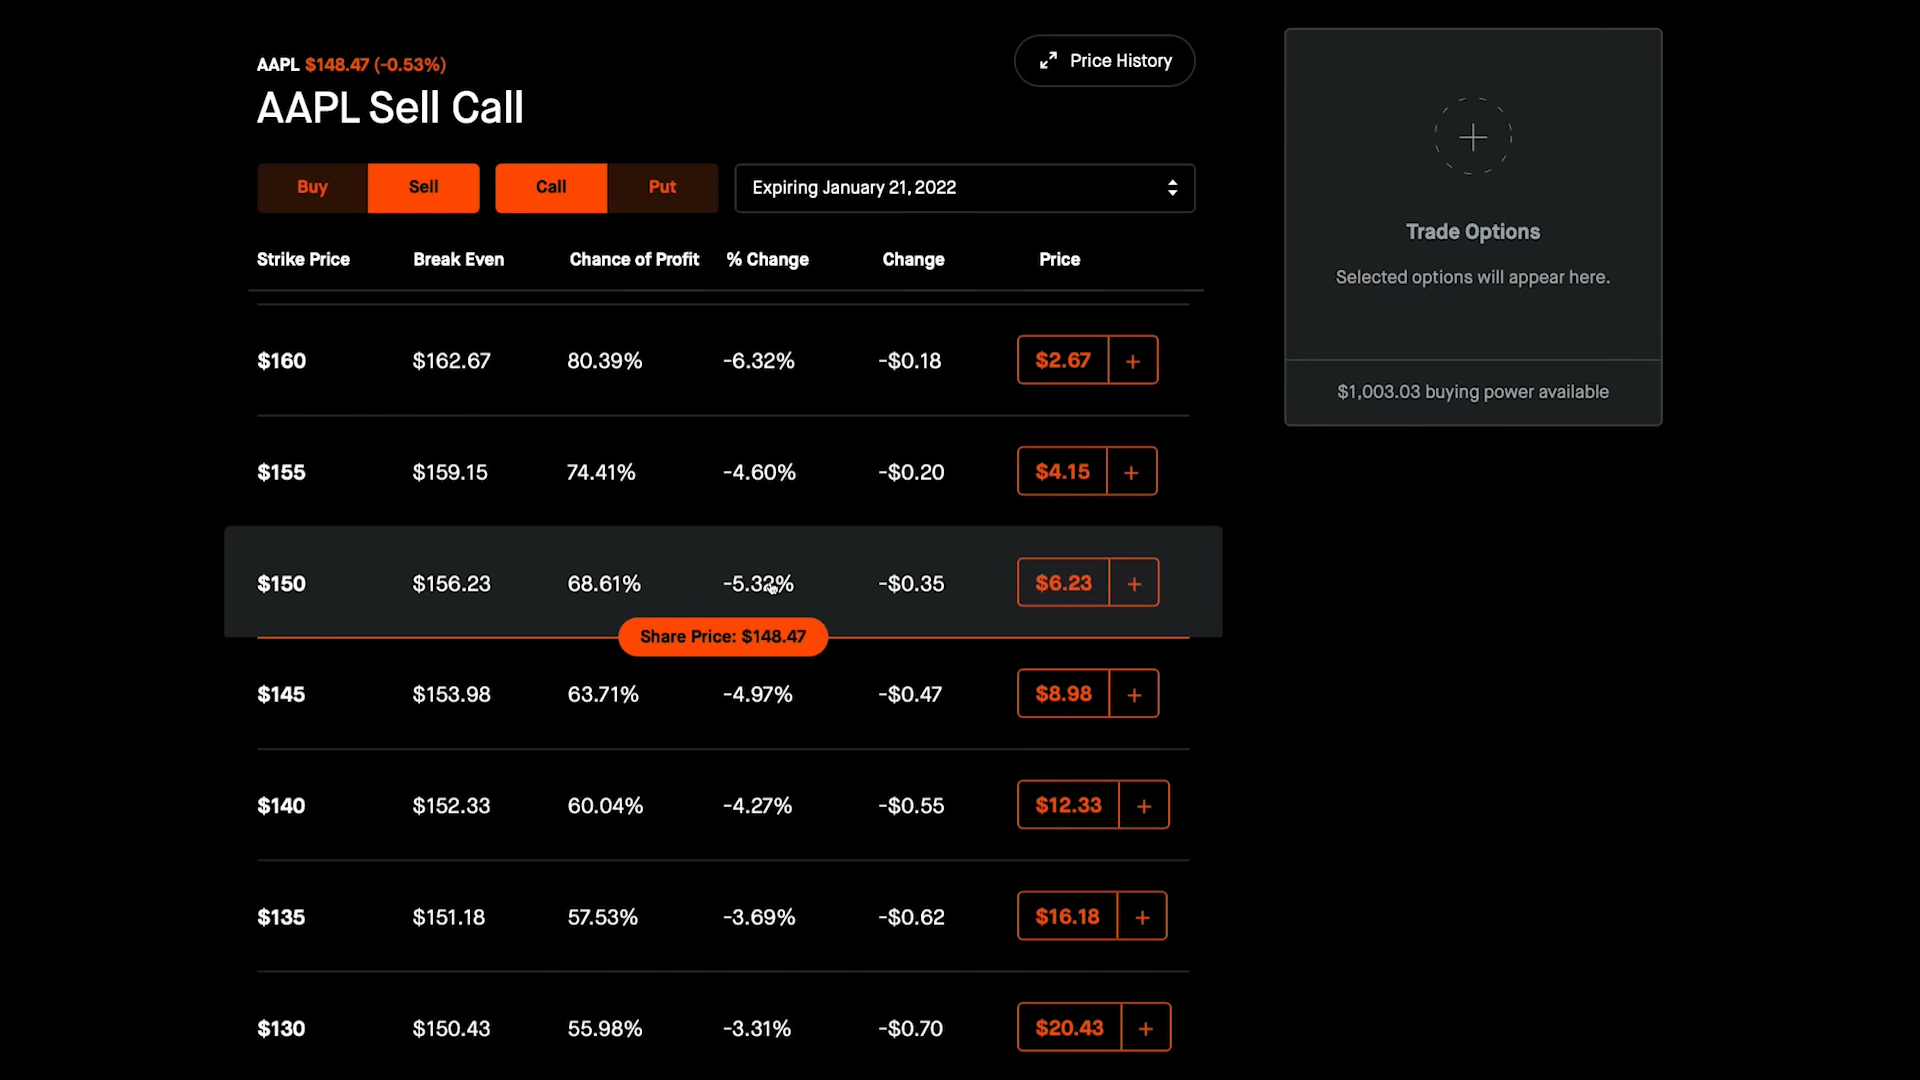 AAPL $148.47 (-0.53%)
AAPL Sell Call
Price History
Buy Sell Call Put Expiring January 21, 2022
Strike Price Break Even Chance of Profit % Change Change Price
$160 $162.67 80.39% -6.32% -$0.18 $2.67 +
$155 $159.15 74.41% -4.60% -$0.20 $4.15 +
$150 $156.23 68.61% -5.32% -$0.35 $6.23 +
Share Price: $148.47
$145 $153.98 63.71% -4.97% -$0.47 $8.98 +
$140 $152.33 60.04% -4.27% -$0.55 $12.33 +
$135 $151.18 57.53% -3.69% -$0.62 $16.18 +
$130 $150.43 55.98% -3.31% -$0.70 $20.43 +
Trade Options
Selected options will appear here.
$1,003.03 buying power available